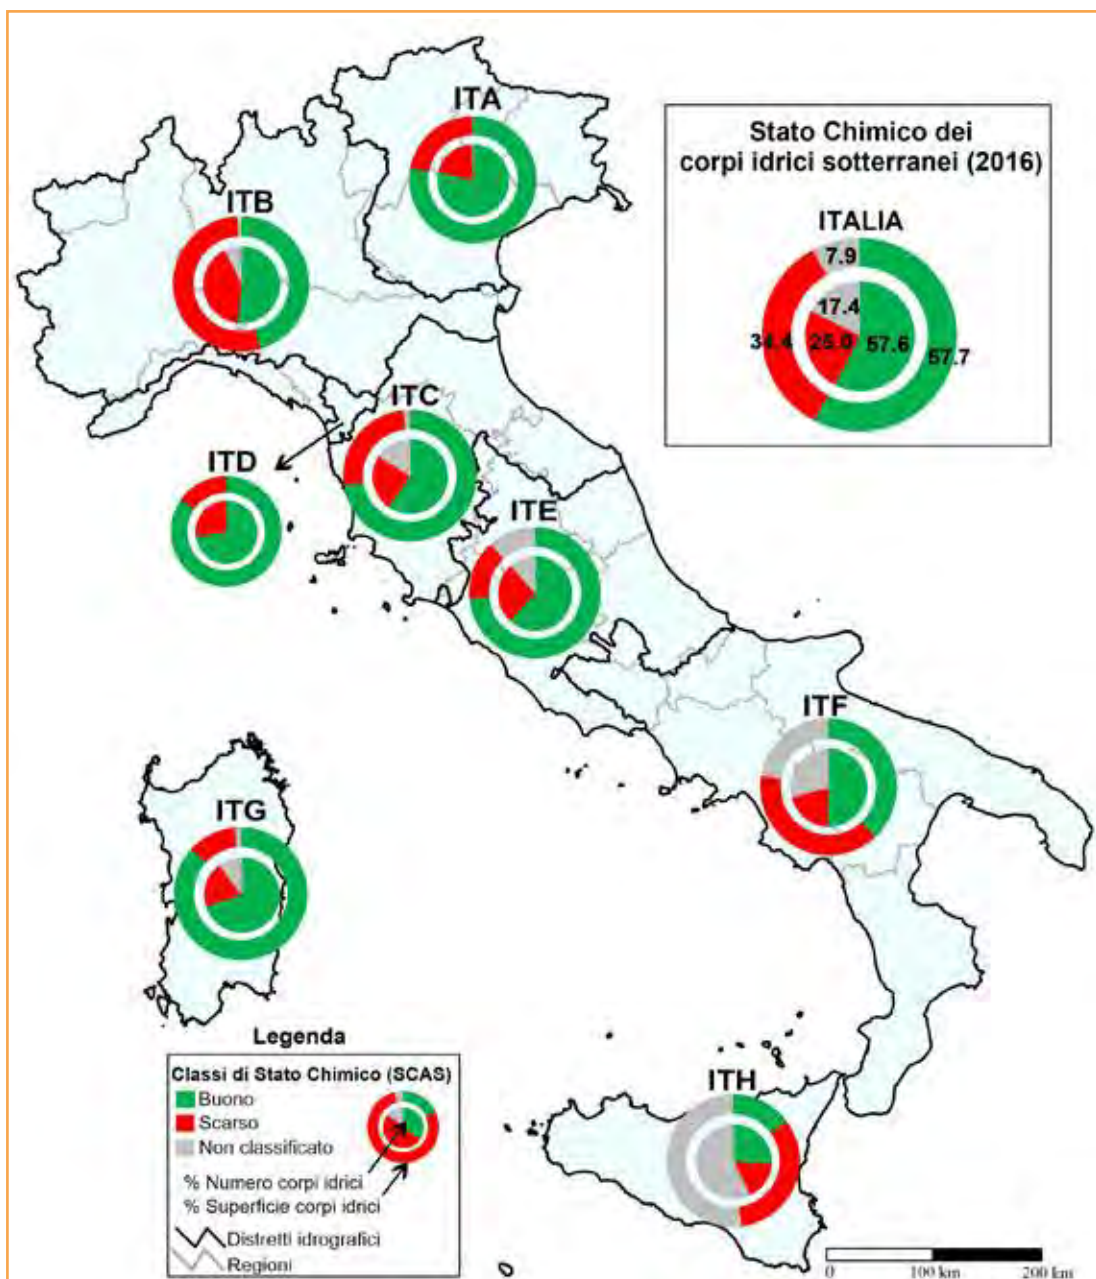 ITA
Stato Chimico dei
corpi idrici sotterranei (2016)
ITALIA
7.9
17.4
34.4
25.0
57.6
57.7
ITB
ITC
ITD
ITE
ITF
ITG
ITH
Legenda
Classi di Stato Chimico (SCAS)
Buono
Scarso
Non classificato
% Numero corpi idrici
% Superficie corpi idrici
Distretti idrografici
Regioni
0 100 km 200 km